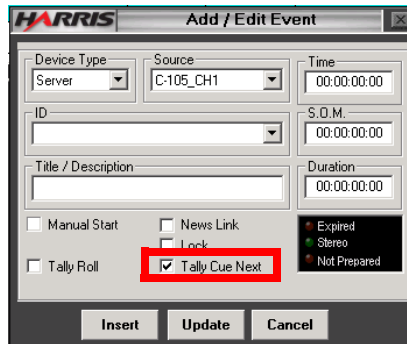 HARRIS Add / Edit Event
Device Type Source Time
Server C-105_CH1 00:00:00:00
ID S.O.M.
00:00:00:00
Title / Description Duration
00:00:00:00
Manual Start News Link Expired
Lock Stereo
Tally Roll Tally Cue Next Not Prepared
Insert Update Cancel